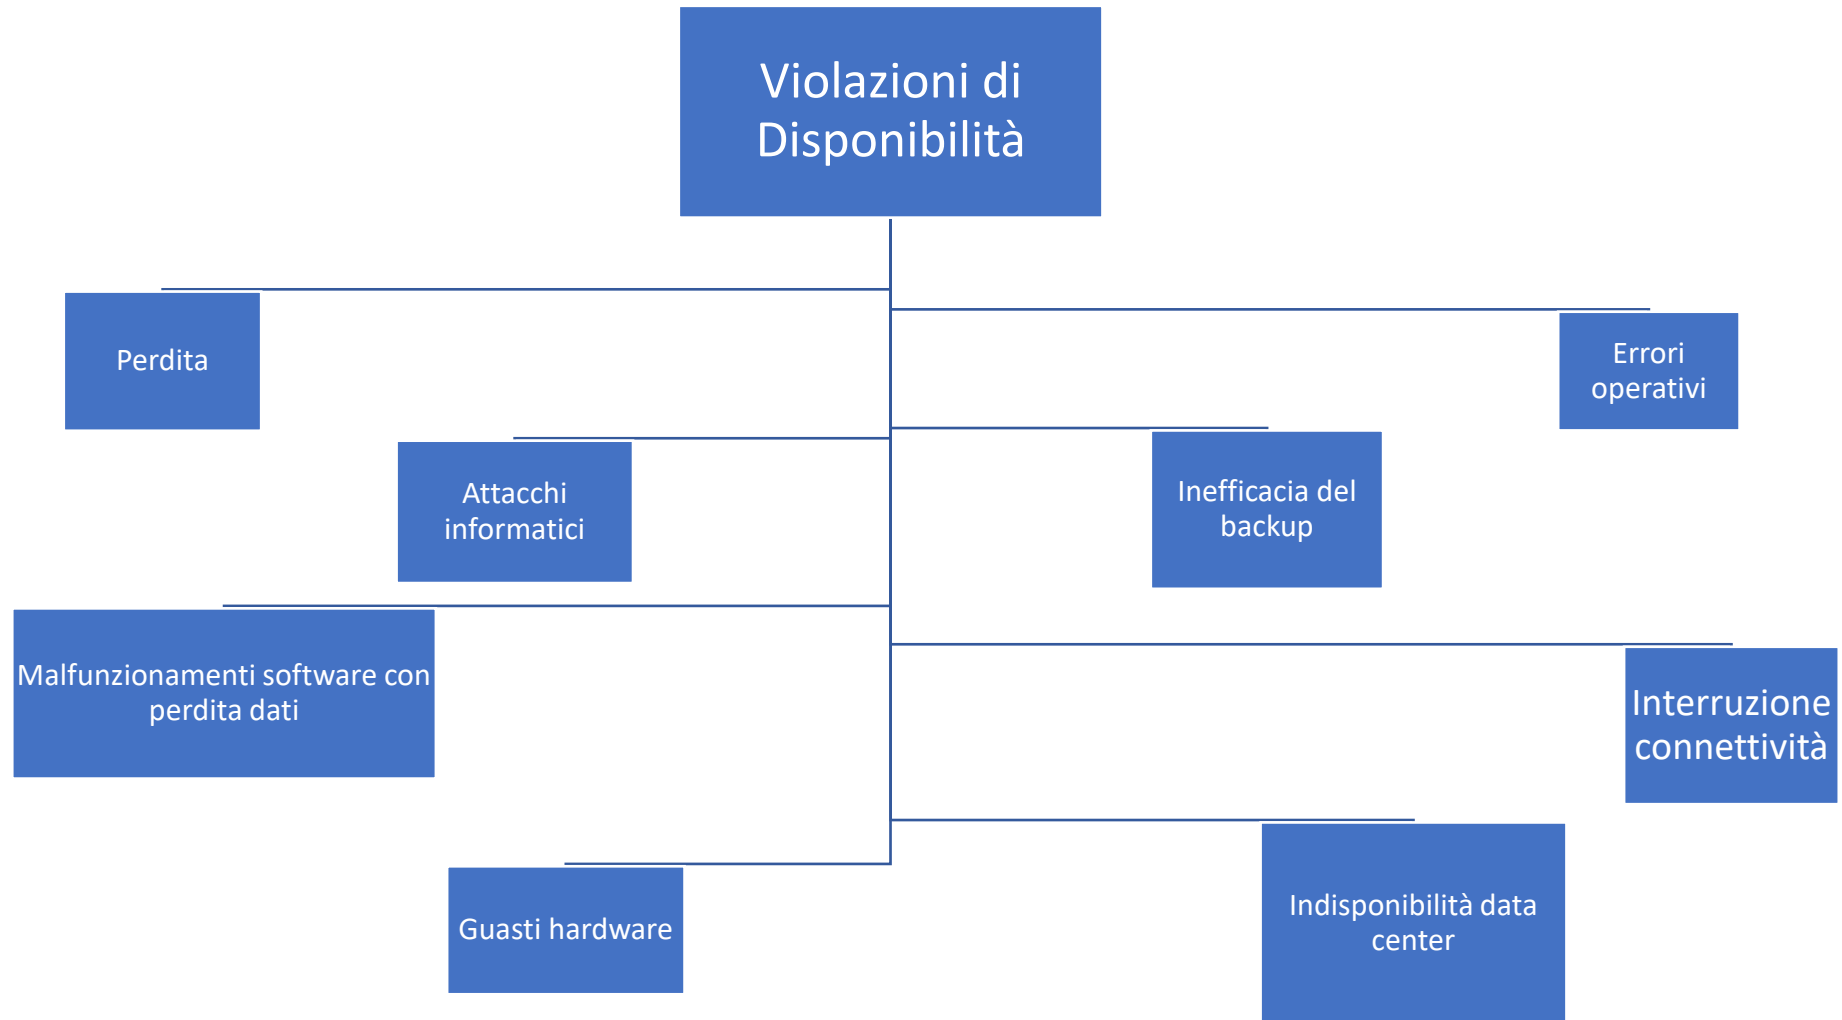 Violazioni di
Disponibilità
Perdita
Errori
operativi
Attacchi
informatici
Inefficacia del
backup
Malfunzionamenti software con
perdita dati
Interruzione
connettività
Guasti hardware
Indisponibilità data
center